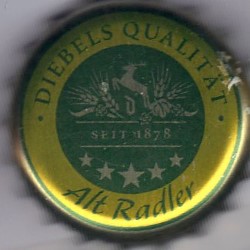 · DIEBELS QUALITÄT ·
D
SEIT 1878
Alt Radler